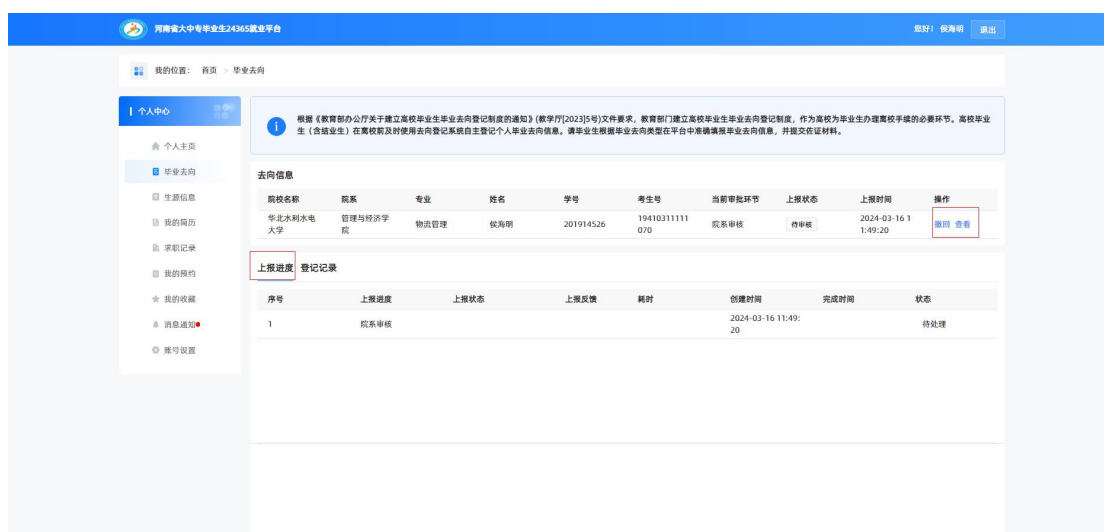 河南省大中专毕业生24365就业平台
您好! 侯海明 退出
我的位置: 首页 > 毕业去向
个人中心
根据《教育部办公厅关于建立高校毕业生毕业去向登记制度的通知》(教学厅[2023]5号)文件要求,教育部门建立高校毕业生毕业去向登记制度,作为高校为毕业生办理离校手续的必要环节。高校毕业
生(含结业生)在离校前及时使用去向登记系统自主登记个人毕业去向信息。请毕业生根据毕业去向类型在平台中准确填报毕业去向信息,并提交佐证材料。
个人主页
毕业去向
生源信息
我的简历
求职记录
我的预约
我的收藏
消息通知
账号设置
去向信息
院校名称 院系 专业 姓名 学号 考生号 当前审批环节 上报状态 上报时间 操作
华北水利水电 管理与经济学 物流管理 侯海明 201914526 19410311111 院系审核 待审核 2024-03-16 1 撤回 查看
大学 院 070 1:49:20
上报进度 登记记录
序号 上报进度 上报状态 上报反馈 耗时 创建时间 完成时间 状态
1 院系审核 2024-03-16 11:49: 待处理
20